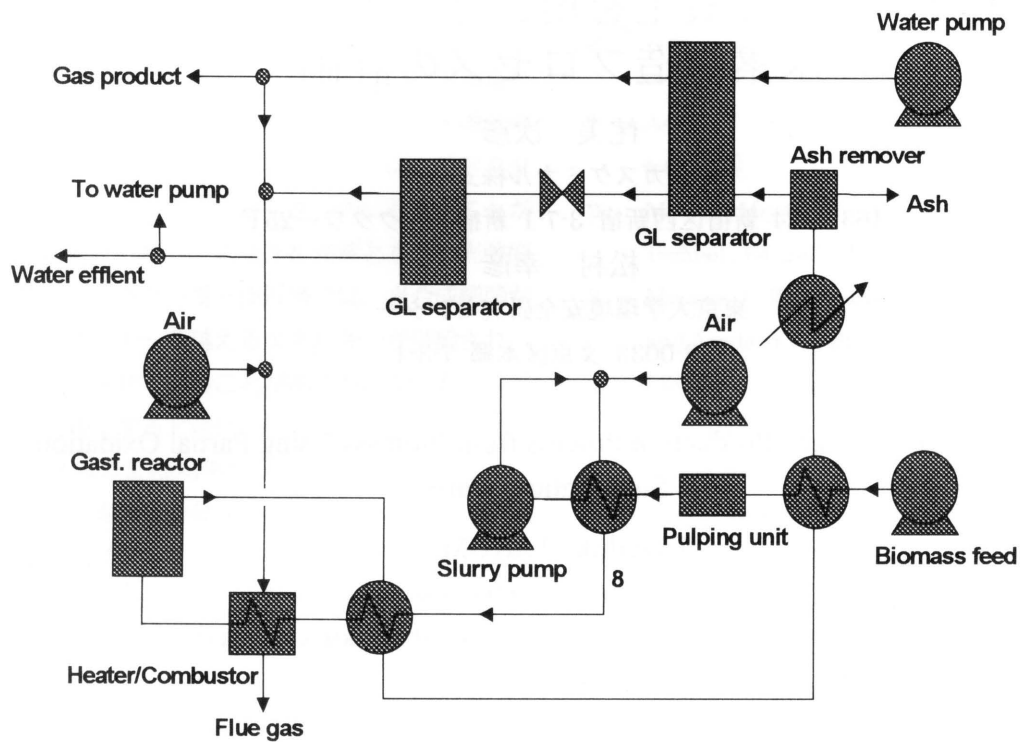 Water pump
Gas product
Ash remover
To water pump
Ash
GL separator
Water efflent
GL separator
Air
Air
Gasf. reactor
Pulping unit
Slurry pump
Biomass feed
8
Heater/Combustor
Flue gas